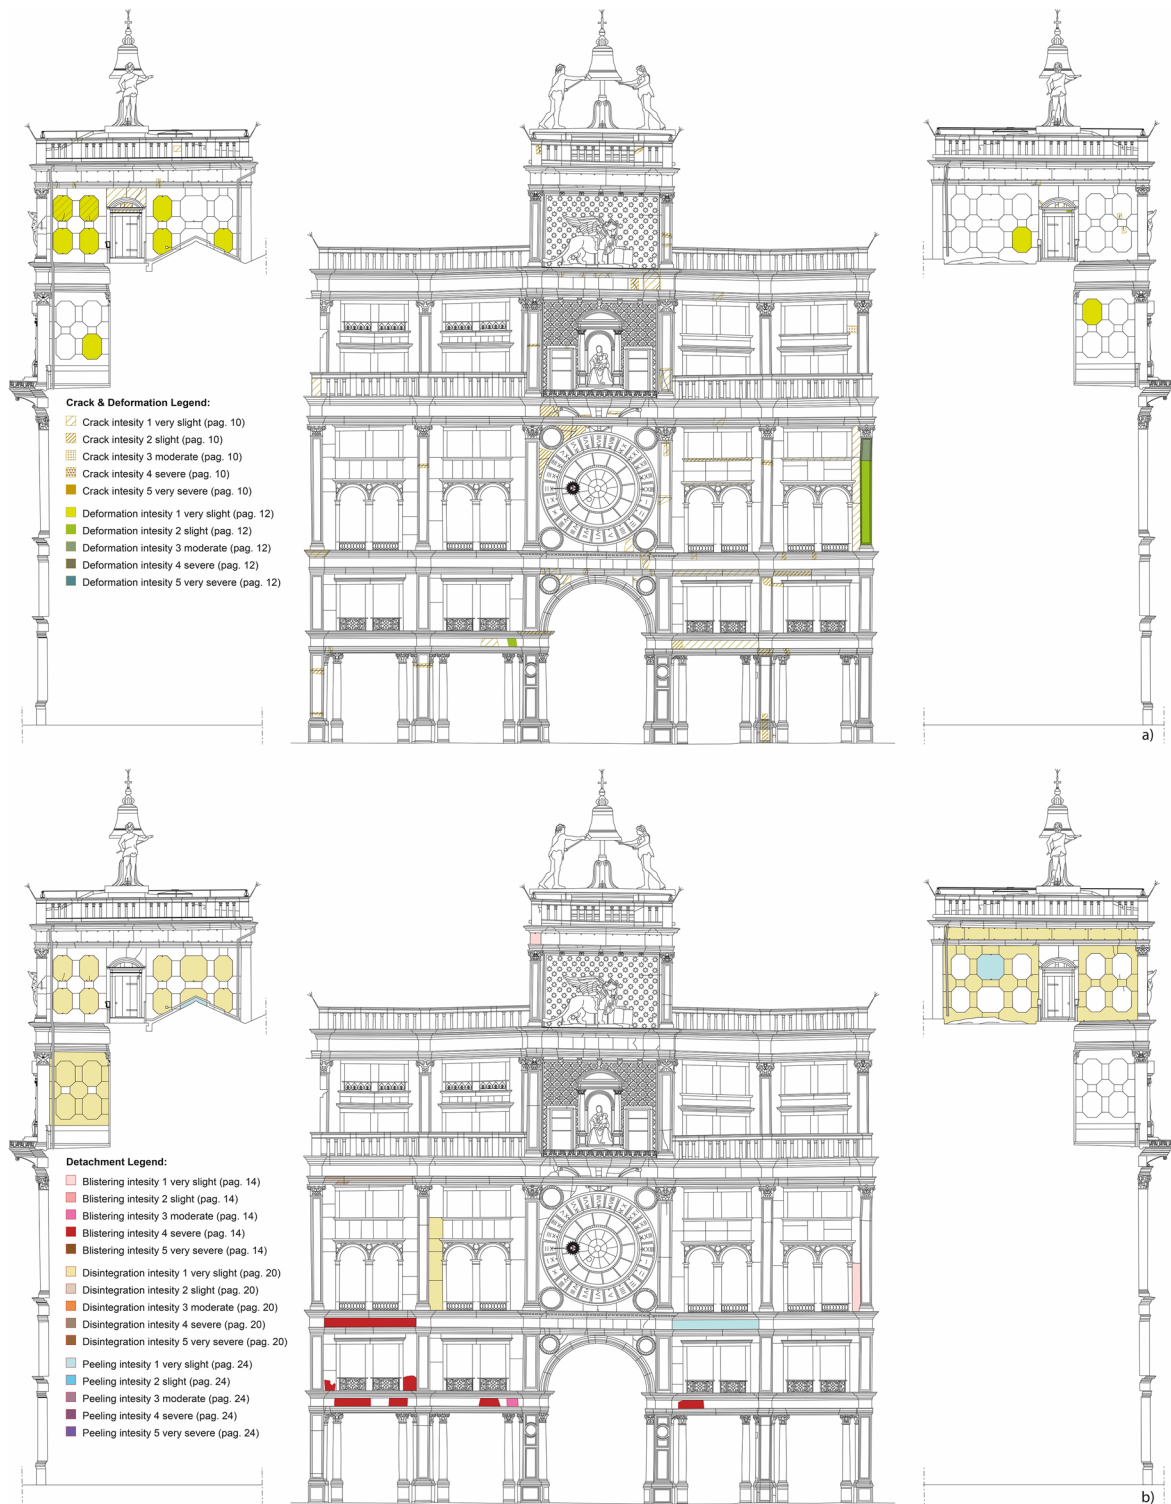 Crack & Deformation Legend:
Crack intesity 1 very slight (pag. 10)
Crack intesity 2 slight (pag. 10)
Crack intesity 3 moderate (pag. 10)
Crack intesity 4 severe (pag. 10)
Crack intesity 5 very severe (pag. 10)
Deformation intesity 1 very slight (pag. 12)
Deformation intesity 2 slight (pag. 12)
Deformation intesity 3 moderate (pag. 12)
Deformation intesity 4 severe (pag. 12)
Deformation intesity 5 very severe (pag. 12)
a)
Detachment Legend:
Blistering intesity 1 very slight (pag. 14)
Blistering intesity 2 slight (pag. 14)
Blistering intesity 3 moderate (pag. 14)
Blistering intesity 4 severe (pag. 14)
Blistering intesity 5 very severe (pag. 14)
Disintegration intesity 1 very slight (pag. 20)
Disintegration intesity 2 slight (pag. 20)
Disintegration intesity 3 moderate (pag. 20)
Disintegration intesity 4 severe (pag. 20)
Disintegration intesity 5 very severe (pag. 20)
Peeling intesity 1 very slight (pag. 24)
Peeling intesity 2 slight (pag. 24)
Peeling intesity 3 moderate (pag. 24)
Peeling intesity 4 severe (pag. 24)
Peeling intesity 5 very severe (pag. 24)
b)